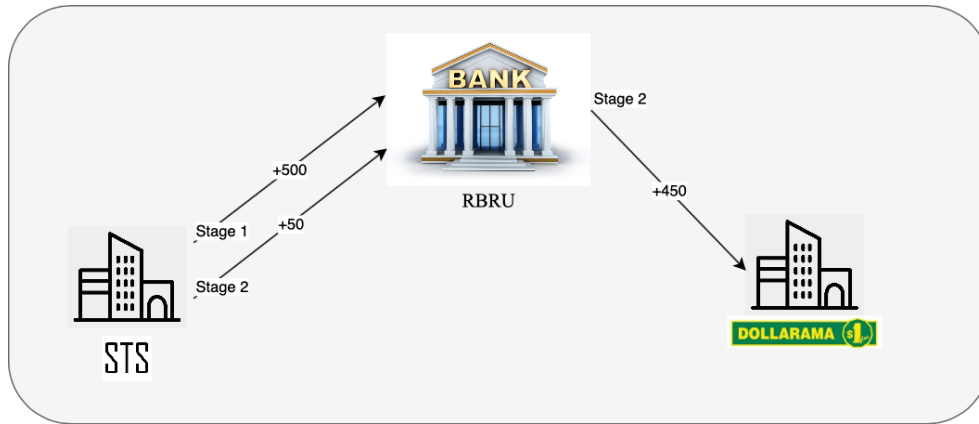 BANK
Stage 2
+500
RBRU
+450
Stage 1
+50
Stage 2
STS
DOLLARAMA $1